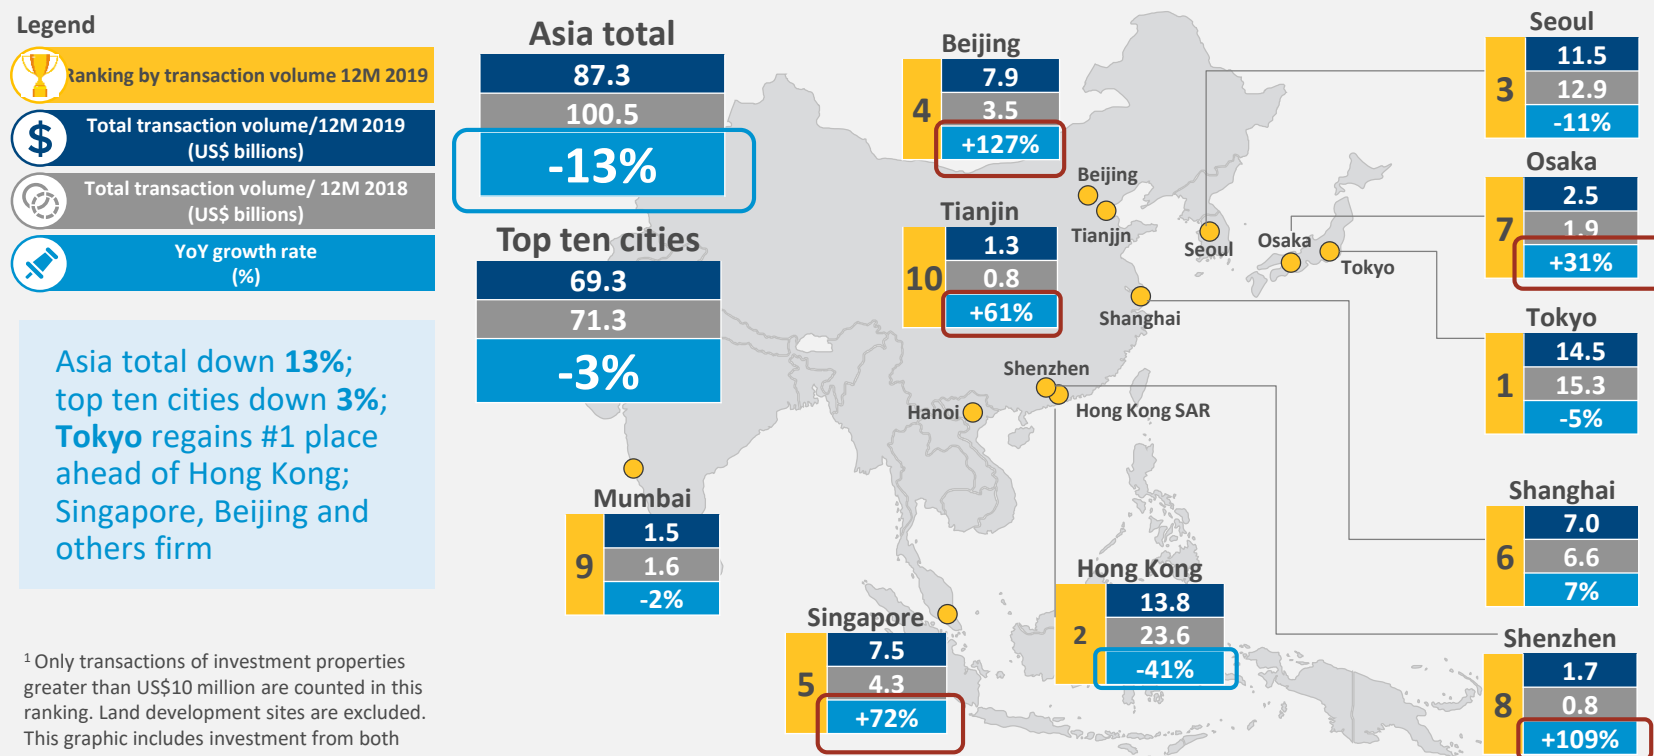 Legend
Ranking by transaction volume 12M 2019
Total transaction volume/12M 2019
(US$ billions)
Total transaction volume/ 12M 2018
(US$ billions)
YoY growth rate
(%)
Asia total down 13%;
top ten cities down 3%;
Tokyo regains #1 place
ahead of Hong Kong;
Singapore, Beijing and
others firm
1 Only transactions of investment properties
greater than US$10 million are counted in this
ranking. Land development sites are excluded.
This graphic includes investment from both
Asia total
87.3
100.5
-13%
Top ten cities
69.3
71.3
-3%
Beijing
4
7.9
3.5
+127%
Tianjin
10
1.3
0.8
+61%
Mumbai
9
1.5
1.6
-2%
Singapore
5
7.5
4.3
+72%
Hong Kong
2
13.8
23.6
-41%
Beijing
Tianjjn
Seoul
Osaka
Tokyo
Shanghai
Shenzhen
Hanoi
Hong Kong SAR
Seoul
3
11.5
12.9
-11%
Osaka
7
2.5
1.9
+31%
Tokyo
1
14.5
15.3
-5%
Shanghai
6
7.0
6.6
7%
Shenzhen
8
1.7
0.8
+109%